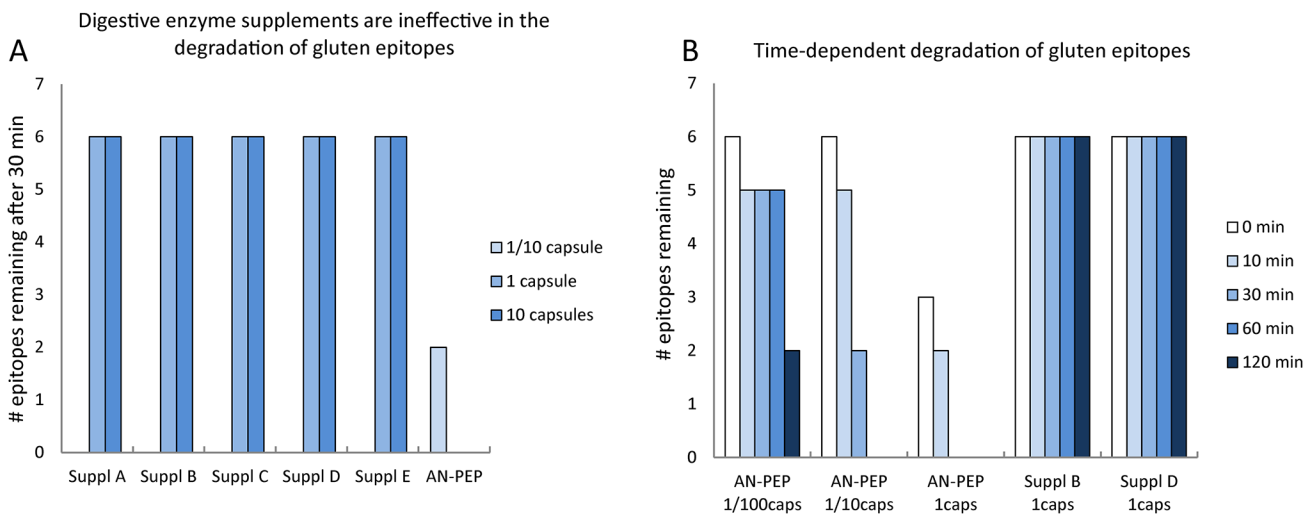 Digestive enzyme supplements are ineffective in the
degradation of gluten epitopes
A
# epitopes remaining after 30 min
7
6
5
4
3
2
1
0
Suppl A Suppl B Suppl C Suppl D Suppl E AN-PEP
1/10 capsule
1 capsule
10 capsules
B
Time-dependent degradation of gluten epitopes
# epitopes remaining
7
6
5
4
3
2
1
0
AN-PEP AN-PEP AN-PEP Suppl B Suppl D
1/100caps 1/10caps 1caps 1caps 1caps
0 min
10 min
30 min
60 min
120 min